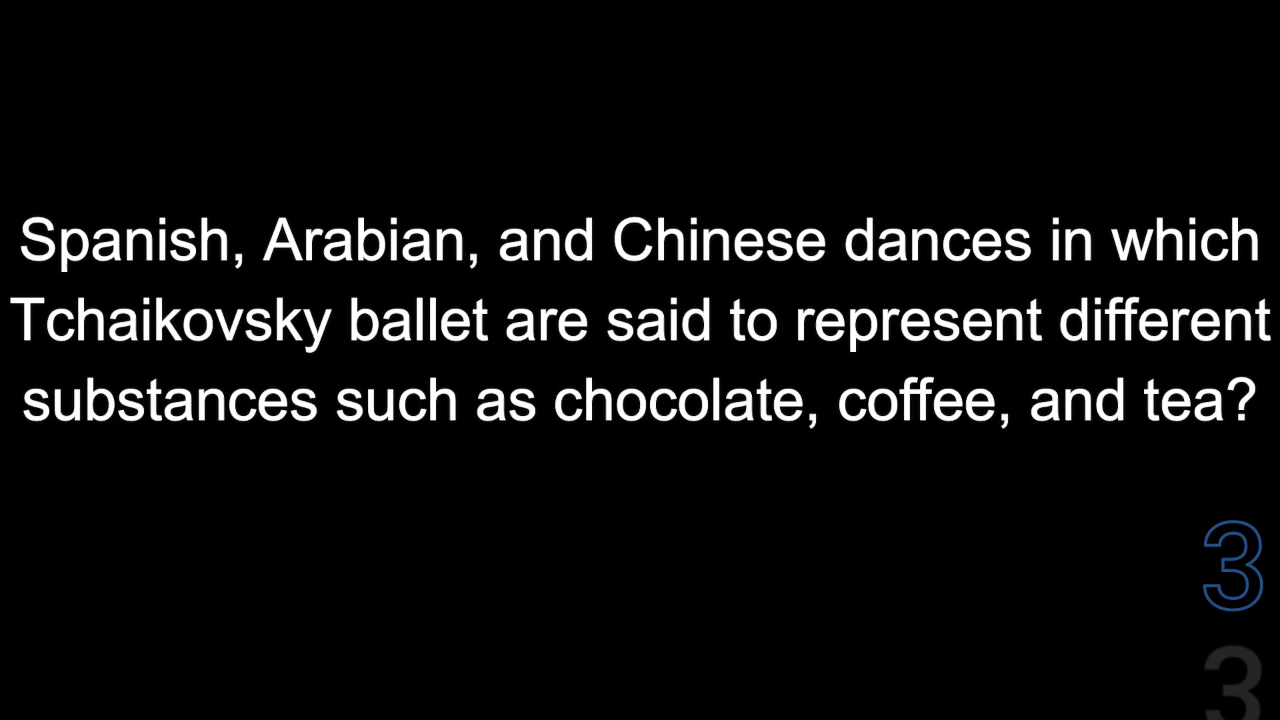 Spanish, Arabian, and Chinese dances in which
Tchaikovsky ballet are said to represent different
substances such as chocolate, coffee, and tea?
3
3